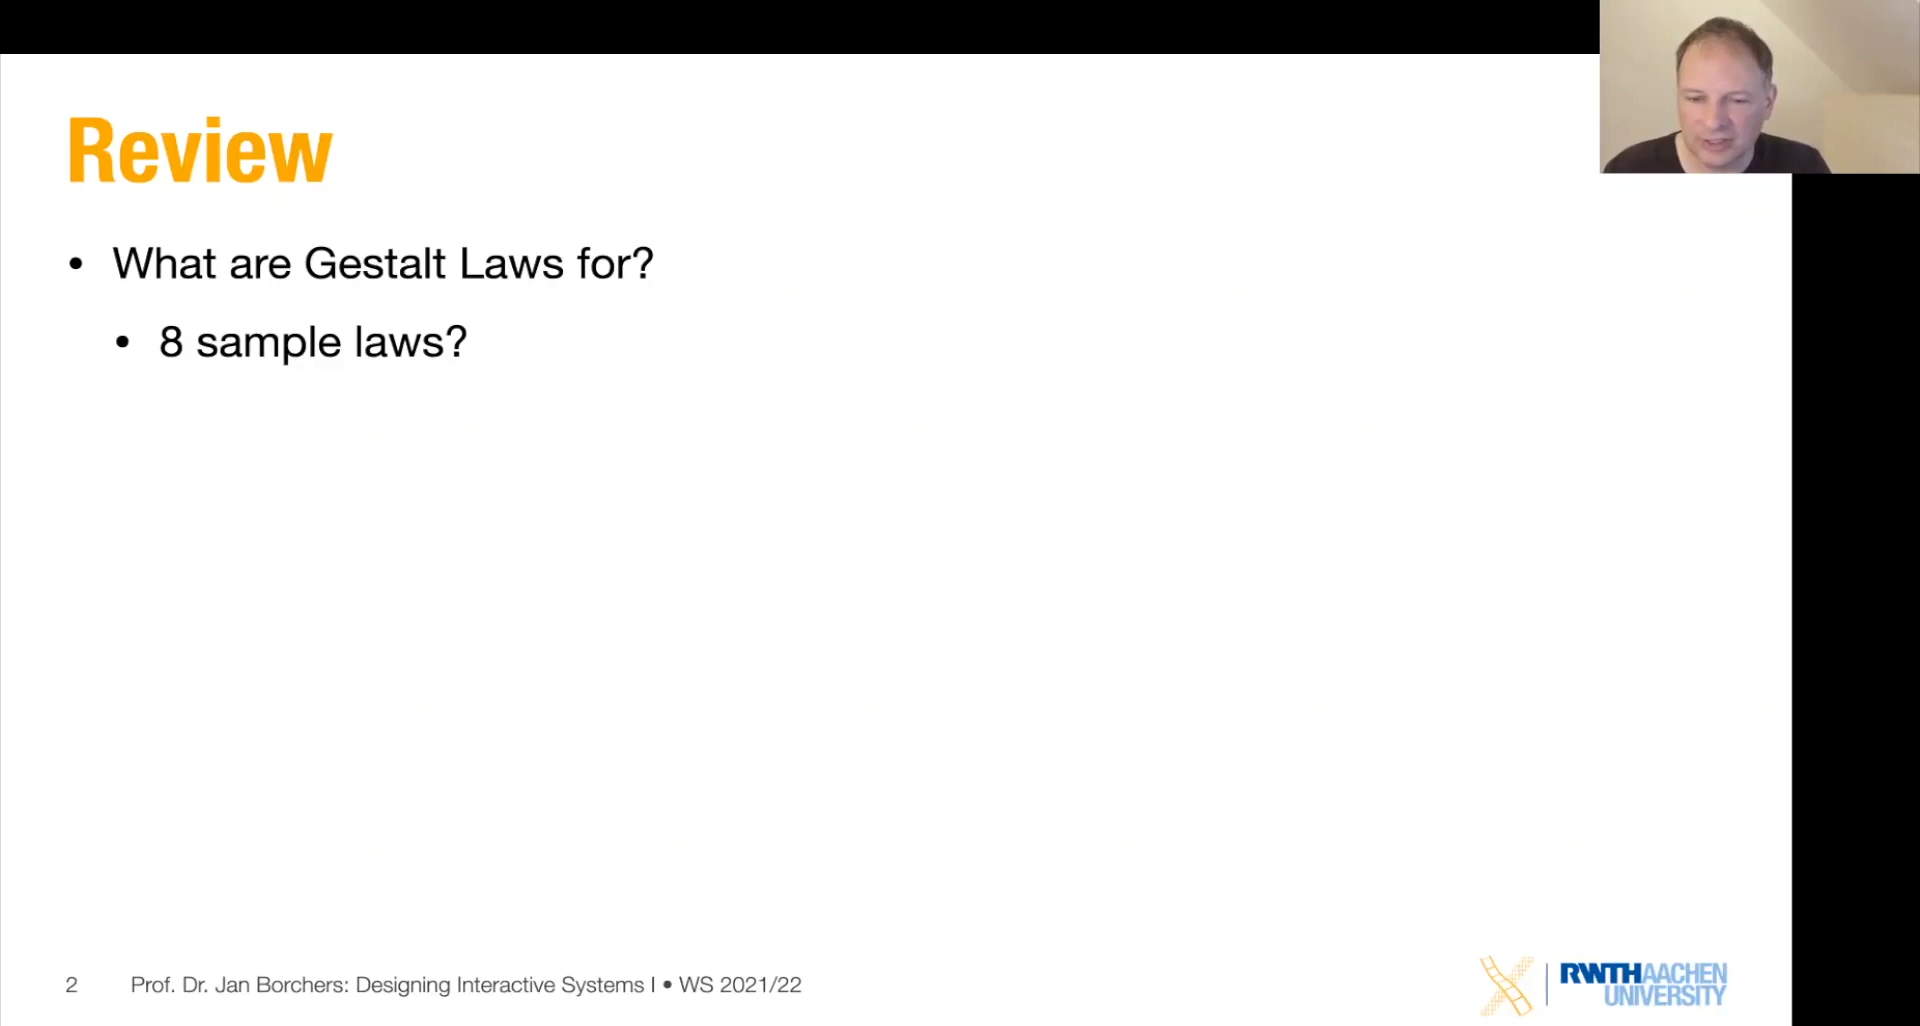 Review
• What are Gestalt Laws for?
• 8 sample laws?
2 Prof. Dr. Jan Borchers: Designing Interactive Systems I • WS 2021/22
RWTHAACHEN
UNIVERSITY